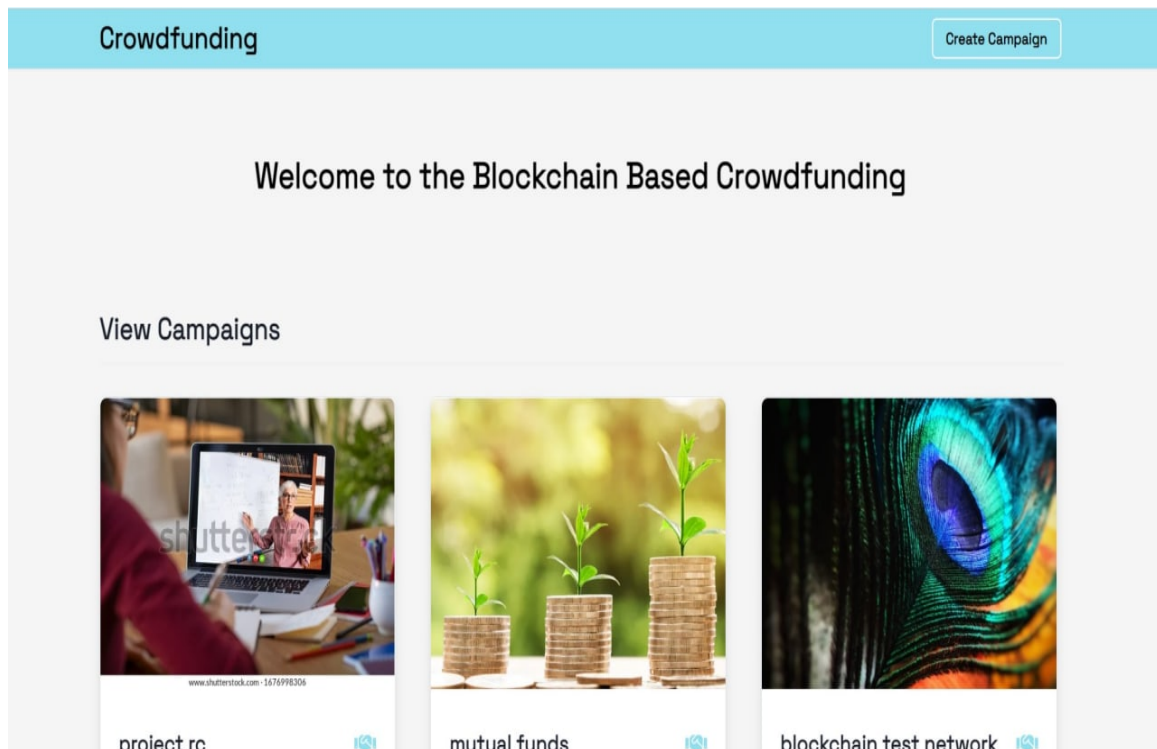 Crowdfunding
Create Campaign
Welcome to the Blockchain Based Crowdfunding
View Campaigns
shutterstock
www.shutterstock.com · 1676998306
project rc
mutual funds
blockchain test network